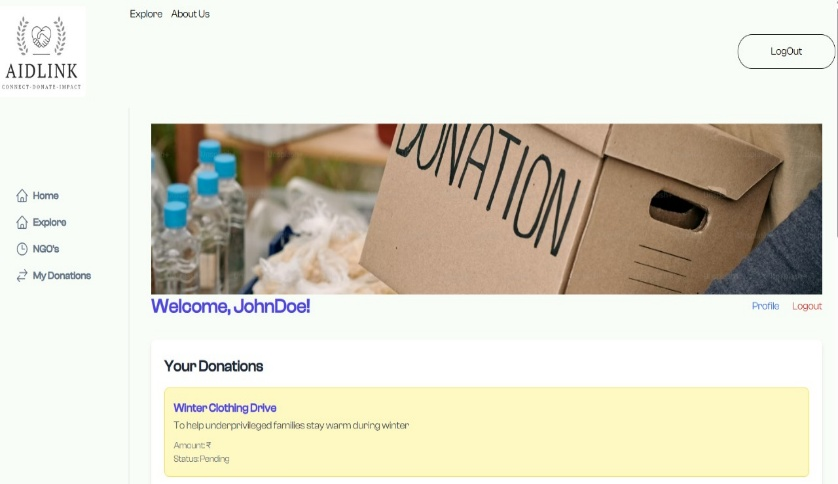 Explore About Us
LogOut
AIDLINK
CONNECT-DONATE-IMPACT
Home
Explore
NGO's
My Donations
DONATION
Welcome, JohnDoe!
Profile Logout
Your Donations
Winter Clothing Drive
To help underprivileged families stay warm during winter
Amount: ₹
Status: Pending